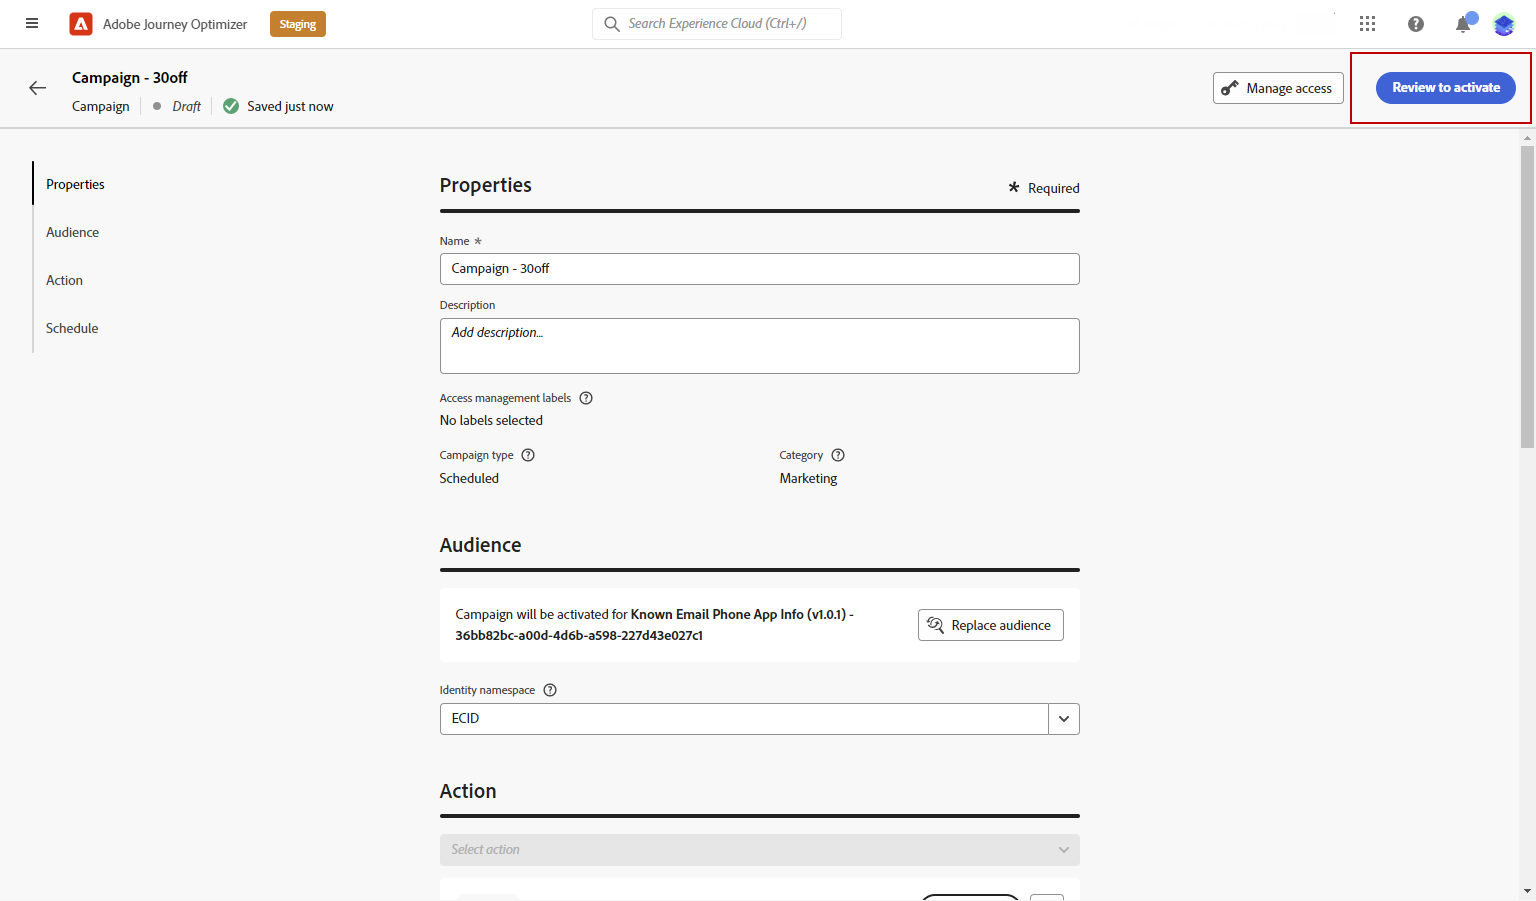 Adobe Journey Optimizer
Staging
Search Experience Cloud (Ctrl+/)
Campaign - 30off
Campaign
Draft
Saved just now
Manage access
Review to activate
Properties
Audience
Action
Schedule
Properties
* Required
Name *
Campaign - 30off
Description
Add description...
Access management labels
No labels selected
Campaign type
Category
Scheduled
Marketing
Audience
Campaign will be activated for Known Email Phone App Info (v1.0.1) -
36bb82bc-a00d-4d6b-a598-227d43e027c1
Replace audience
Identity namespace
ECID
Action
Select action